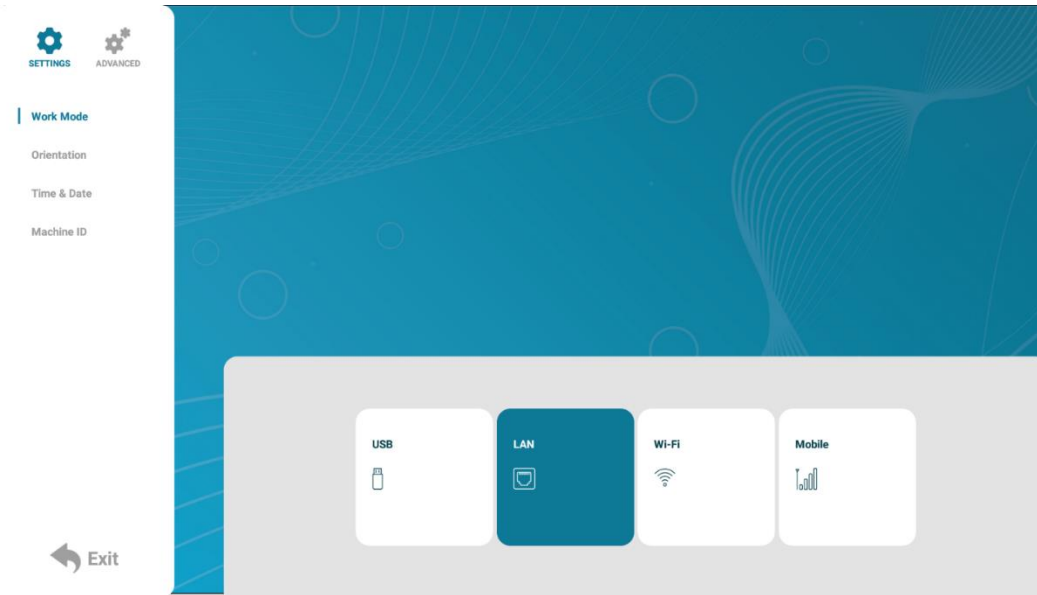 SETTINGS
ADVANCED
Work Mode
Orientation
Time & Date
Machine ID
Exit
USB
LAN
Wi-Fi
Mobile